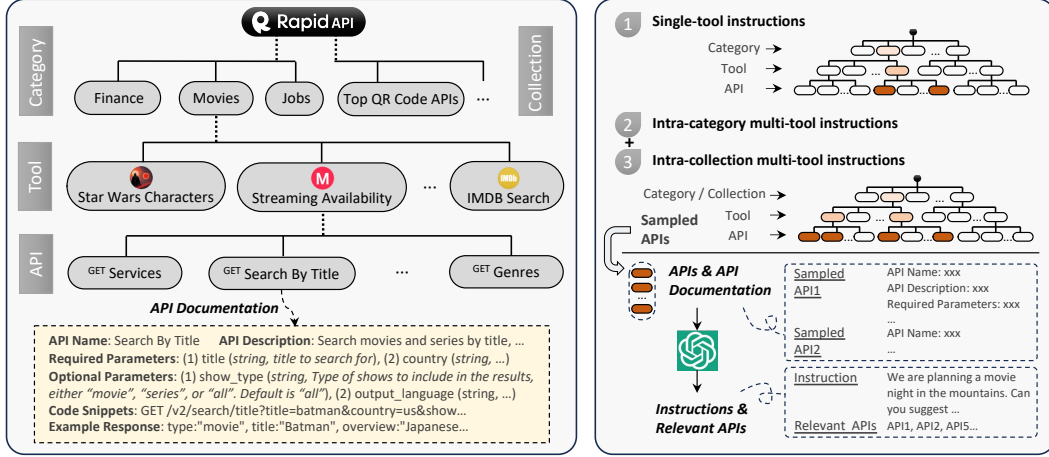 Rapid API
Category
Collection
Finance
Movies
Jobs
Top QR Code APIs
...
Tool
M
IMDb
Star Wars Characters
Streaming Availability
...
IMDB Search
API
GET Services
GET Search By Title
...
GET Genres
API Documentation
API Name: Search By Title API Description: Search movies and series by title, ...
Required Parameters: (1) title (string, title to search for), (2) country (string, ...)
Optional Parameters: (1) show_type (string, Type of shows to include in the results,
either “movie”, “series”, or “all”. Default is “all”), (2) output_language (string, ...)
Code Snippets: GET /v2/search/title?title=batman&country=us&show...
Example Response: type:"movie", title:"Batman", overview:"Japanese...
1 Single-tool instructions
Category
...
Tool
...
API
... ... ...
2 Intra-category multi-tool instructions
+
3 Intra-collection multi-tool instructions
Category / Collection
...
Sampled
APIs
Tool
...
API
... ... ...
...
APIs & API
Documentation
Sampled
API1
API Name: xxx
API Description: xxx
Required Parameters: xxx
...
Sampled
API2
API Name: xxx
...
Instructions &
Relevant APIs
Instruction
We are planning a movie
night in the mountains. Can
you suggest ...
Relevant APIs
API1, API2, API5...